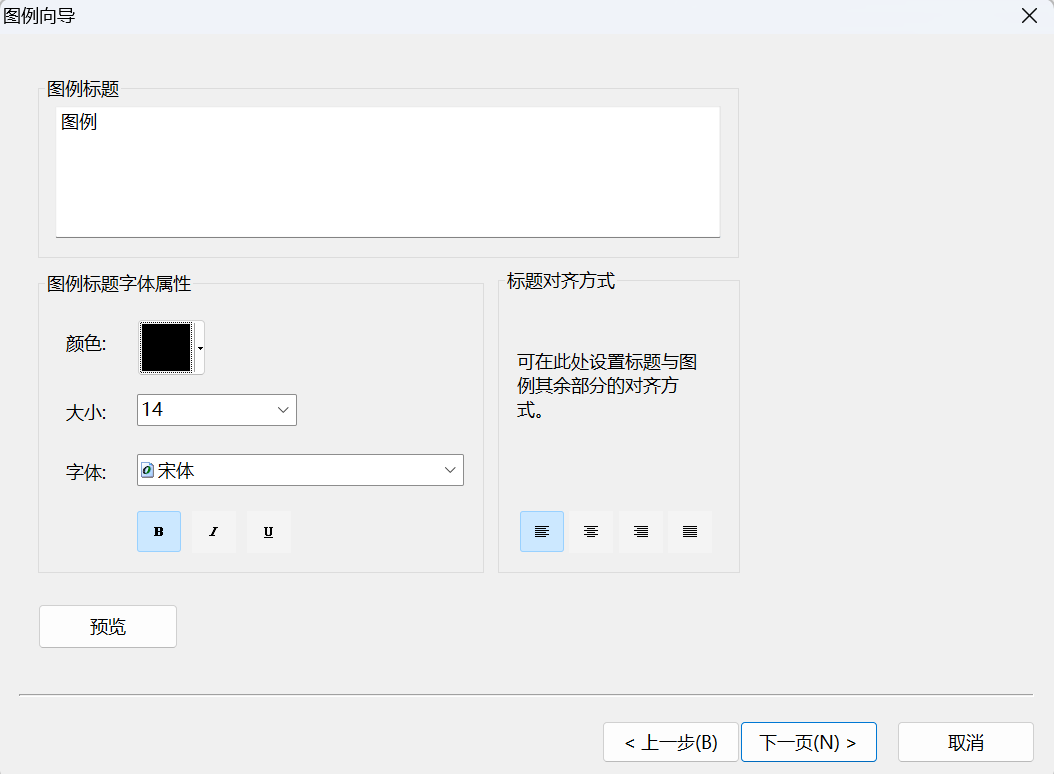 图例向导
图例标题
图例
图例标题字体属性
标题对齐方式
颜色:
可在此处设置标题与图
例其余部分的对齐方
式。
大小:
14
字体:
宋体
B
I
U
预览
< 上一步(B)
下一页(N) >
取消